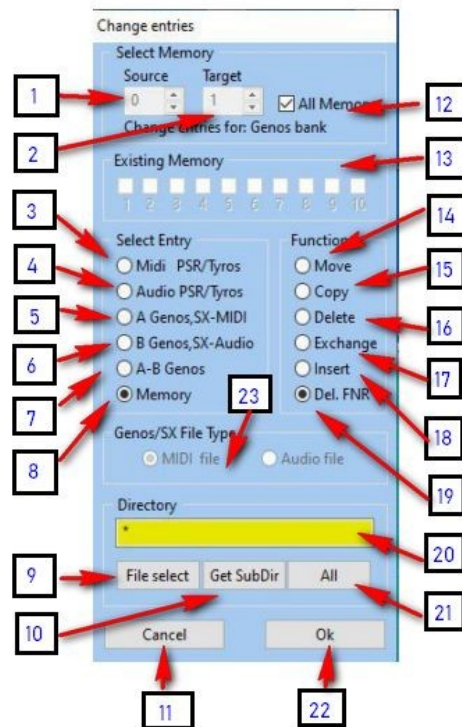 Change entries
Select Memory
1 Source Target
0 1 All Memory 12
2 Change Entries for: Genos bank
Existing Memory 13
1 2 3 4 5 6 7 8 9 10
3 Select Entry Function 14
Midi PSR/Tyros Move
4 Audio PSR/Tyros Copy 15
5 A Genos,SX-MIDI Delete 16
6 B Genos,SX-Audio Exchange 17
7 A-B Genos Insert 18
8 Memory 23 Del. FNR 19
Genos/SX File Type
MIDI file Audio file
Directory
* 20
9 File select Get SubDir All 21
10
Cancel Ok
11 22